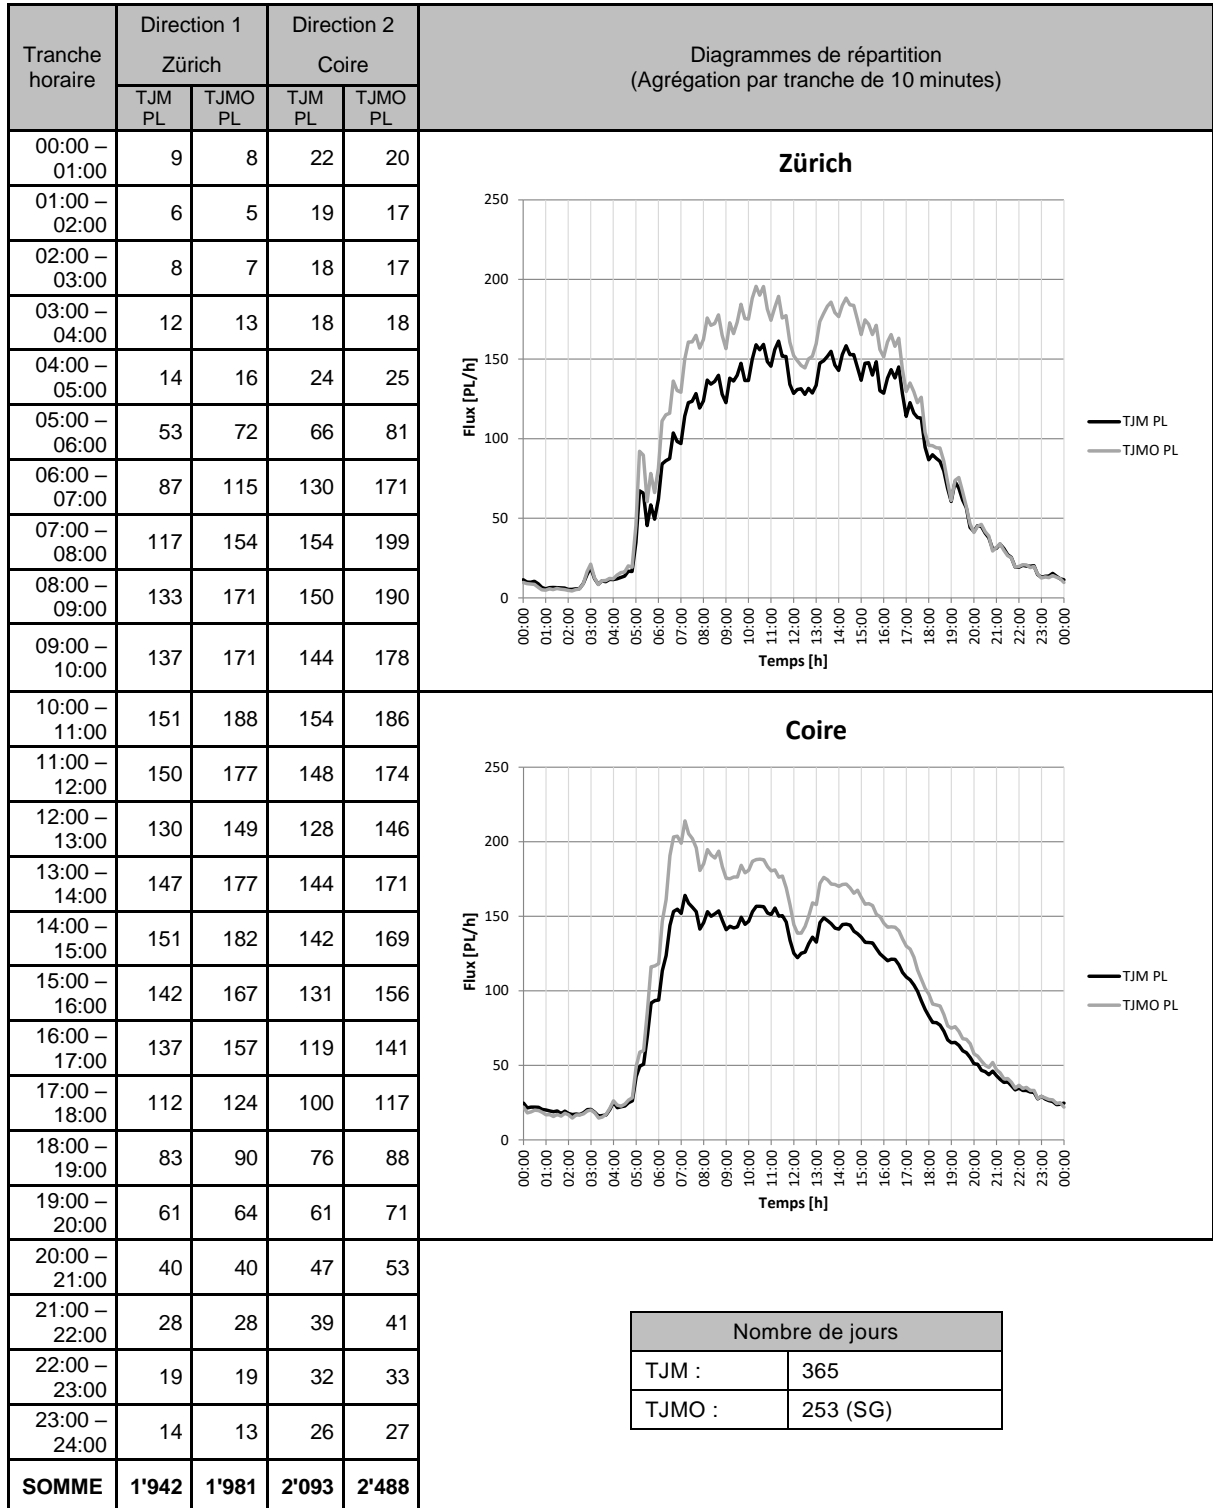 Tranche horaire | Direction 1 Zürich | Direction 2 Coire | Diagrammes de répartition
(Agrégation par tranche de 10 minutes)
TJM PL | TJMO PL | TJM PL | TJMO PL
00:00 – 01:00 9 8 22 20
01:00 – 02:00 6 5 19 17
02:00 – 03:00 8 7 18 17
03:00 – 04:00 12 13 18 18
04:00 – 05:00 14 16 24 25
05:00 – 06:00 53 72 66 81
06:00 – 07:00 87 115 130 171
07:00 – 08:00 117 154 154 199
08:00 – 09:00 133 171 150 190
09:00 – 10:00 137 171 144 178
10:00 – 11:00 151 188 154 186
11:00 – 12:00 150 177 148 174
12:00 – 13:00 130 149 128 146
13:00 – 14:00 147 177 144 171
14:00 – 15:00 151 182 142 169
15:00 – 16:00 142 167 131 156
16:00 – 17:00 137 157 119 141
17:00 – 18:00 112 124 100 117
18:00 – 19:00 83 90 76 88
19:00 – 20:00 61 64 61 71
20:00 – 21:00 40 40 47 53
21:00 – 22:00 28 28 39 41
22:00 – 23:00 19 19 32 33
23:00 – 24:00 14 13 26 27
SOMME 1'942 1'981 2'093 2'488
Zürich
250
200
150
100
50
0
Flux [PL/h]
00:00 01:00 02:00 03:00 04:00 05:00 06:00 07:00 08:00 09:00 10:00 11:00 12:00 13:00 14:00 15:00 16:00 17:00 18:00 19:00 20:00 21:00 22:00 23:00 00:00
Temps [h]
TJM PL
TJMO PL
Coire
250
200
150
100
50
0
Flux [PL/h]
00:00 01:00 02:00 03:00 04:00 05:00 06:00 07:00 08:00 09:00 10:00 11:00 12:00 13:00 14:00 15:00 16:00 17:00 18:00 19:00 20:00 21:00 22:00 23:00 00:00
Temps [h]
TJM PL
TJMO PL
Nombre de jours
TJM : 365
TJMO : 253 (SG)